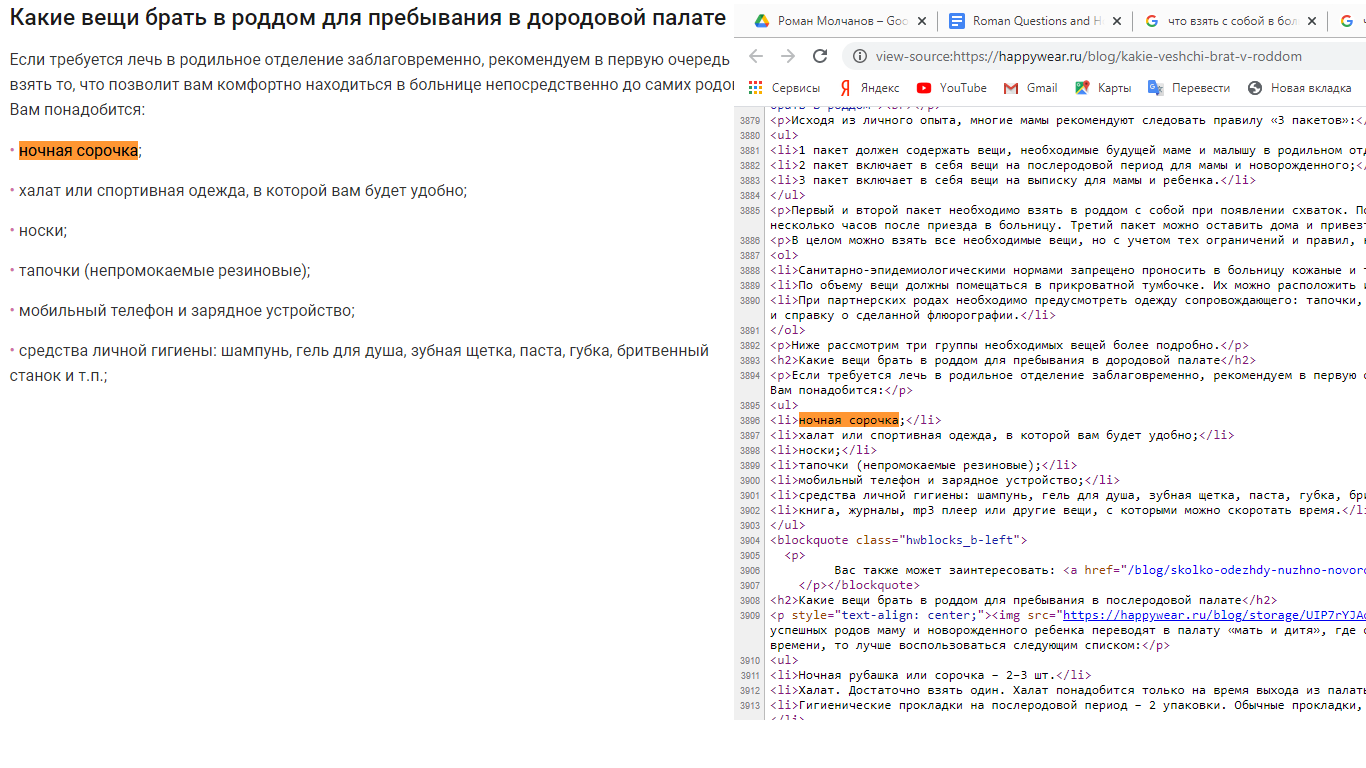 Какие вещи брать в роддом для пребывания в дородовой палате
Если требуется лечь в родильное отделение заблаговременно, рекомендуем в первую очередь
взять то, что позволит вам комфортно находиться в больнице непосредственно до самих родов
Вам понадобится:
• ночная сорочка;
• халат или спортивная одежда, в которой вам будет удобно;
• носки;
• тапочки (непромокаемые резиновые);
• мобильный телефон и зарядное устройство;
• средства личной гигиены: шампунь, гель для душа, зубная щетка, паста, губка, бритвенный
станок и т.п.;
Роман Молчанов – Goo
Roman Questions and H
что взять с собой в бол
view-source:https://happywear.ru/blog/kakie-veshchi-brat-v-roddom
Сервисы
Яндекс
YouTube
Gmail
Карты
Перевести
Новая вкладка
3879 <p>Исходя из личного опыта, многие мамы рекомендуют следовать правилу «3 пакетов»:</
3880 <ul>
3881 <li>1 пакет должен содержать вещи, необходимые будущей маме и малышу в родильном
3882 <li>2 пакет включает в себя вещи на послеродовой период для мамы и новорожденного;</
3883 <li>3 пакет включает в себя вещи на выписку для мамы и ребенка.</li>
3884 </ul>
3885 <p>Первый и второй пакет необходимо взять в роддом с собой при появлении схваток.
несколько часов после приезда в больницу. Третий пакет можно оставить дома и
3886 <p>В целом можно взять все необходимые вещи, но с учетом тех ограничений и правил,
3887 <ol>
3888 <li>Санитарно-эпидемиологическими нормами запрещено проносить в больницу кожаные и
3889 <li>По объему вещи должны помещаться в прикроватной тумбочке. Их можно расположить
3890 <li>При партнерских родах необходимо предусмотреть одежду сопровождающего: тапочки,
и справку о сделанной флюорографии.</li>
3891 </ol>
3892 <p>Ниже рассмотрим три группы необходимых вещей более подробно.</p>
3893 <h2>Какие вещи брать в роддом для пребывания в дородовой палате</h2>
3894 <p>Если требуется лечь в родильное отделение заблаговременно, рекомендуем в первую
Вам понадобится:</p>
3895 <ul>
3896 <li>ночная сорочка;</li>
3897 <li>халат или спортивная одежда, в которой вам будет удобно;</li>
3898 <li>носки;</li>
3899 <li>тапочки (непромокаемые резиновые);</li>
3900 <li>мобильный телефон и зарядное устройство;</li>
3901 <li>средства личной гигиены: шампунь, гель для душа, зубная щетка, паста, губка,
3902 <li>книга, журналы, mp3 плеер или другие вещи, с которыми можно скоротать время.</li
3903 </ul>
3904 <blockquote class="hwblocks_b-left">
3905 <p>
3906 Вас также может заинтересовать: <a href="/blog/skolko-odezhdy-nuzhno-novoro
3907 </p></blockquote>
3908 <h2>Какие вещи брать в роддом для пребывания в послеродовой палате</h2>
3909 <p style="text-align: center;"><img src="https://happywear.ru/blog/storage/UIP7rYJAc
успешных родов маму и новорожденного ребенка переводят в палату «мать и дитя», где
времени, то лучше воспользоваться следующим списком:</p>
3910 <ul>
3911 <li>Ночная рубашка или сорочка – 2-3 шт.</li>
3912 <li>Халат. Достаточно взять один. Халат понадобится только на время выхода из палаты
3913 <li>Гигиенические прокладки на послеродовой период – 2 упаковки. Обычные прокладки,
</li>